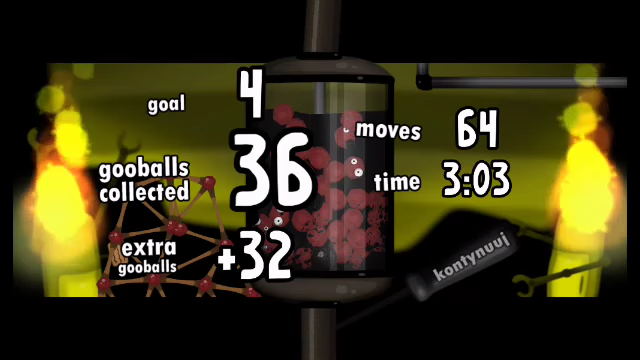 goal 4
gooballs collected 36
extra gooballs +32
moves 64
time 3:03
kontynuuj